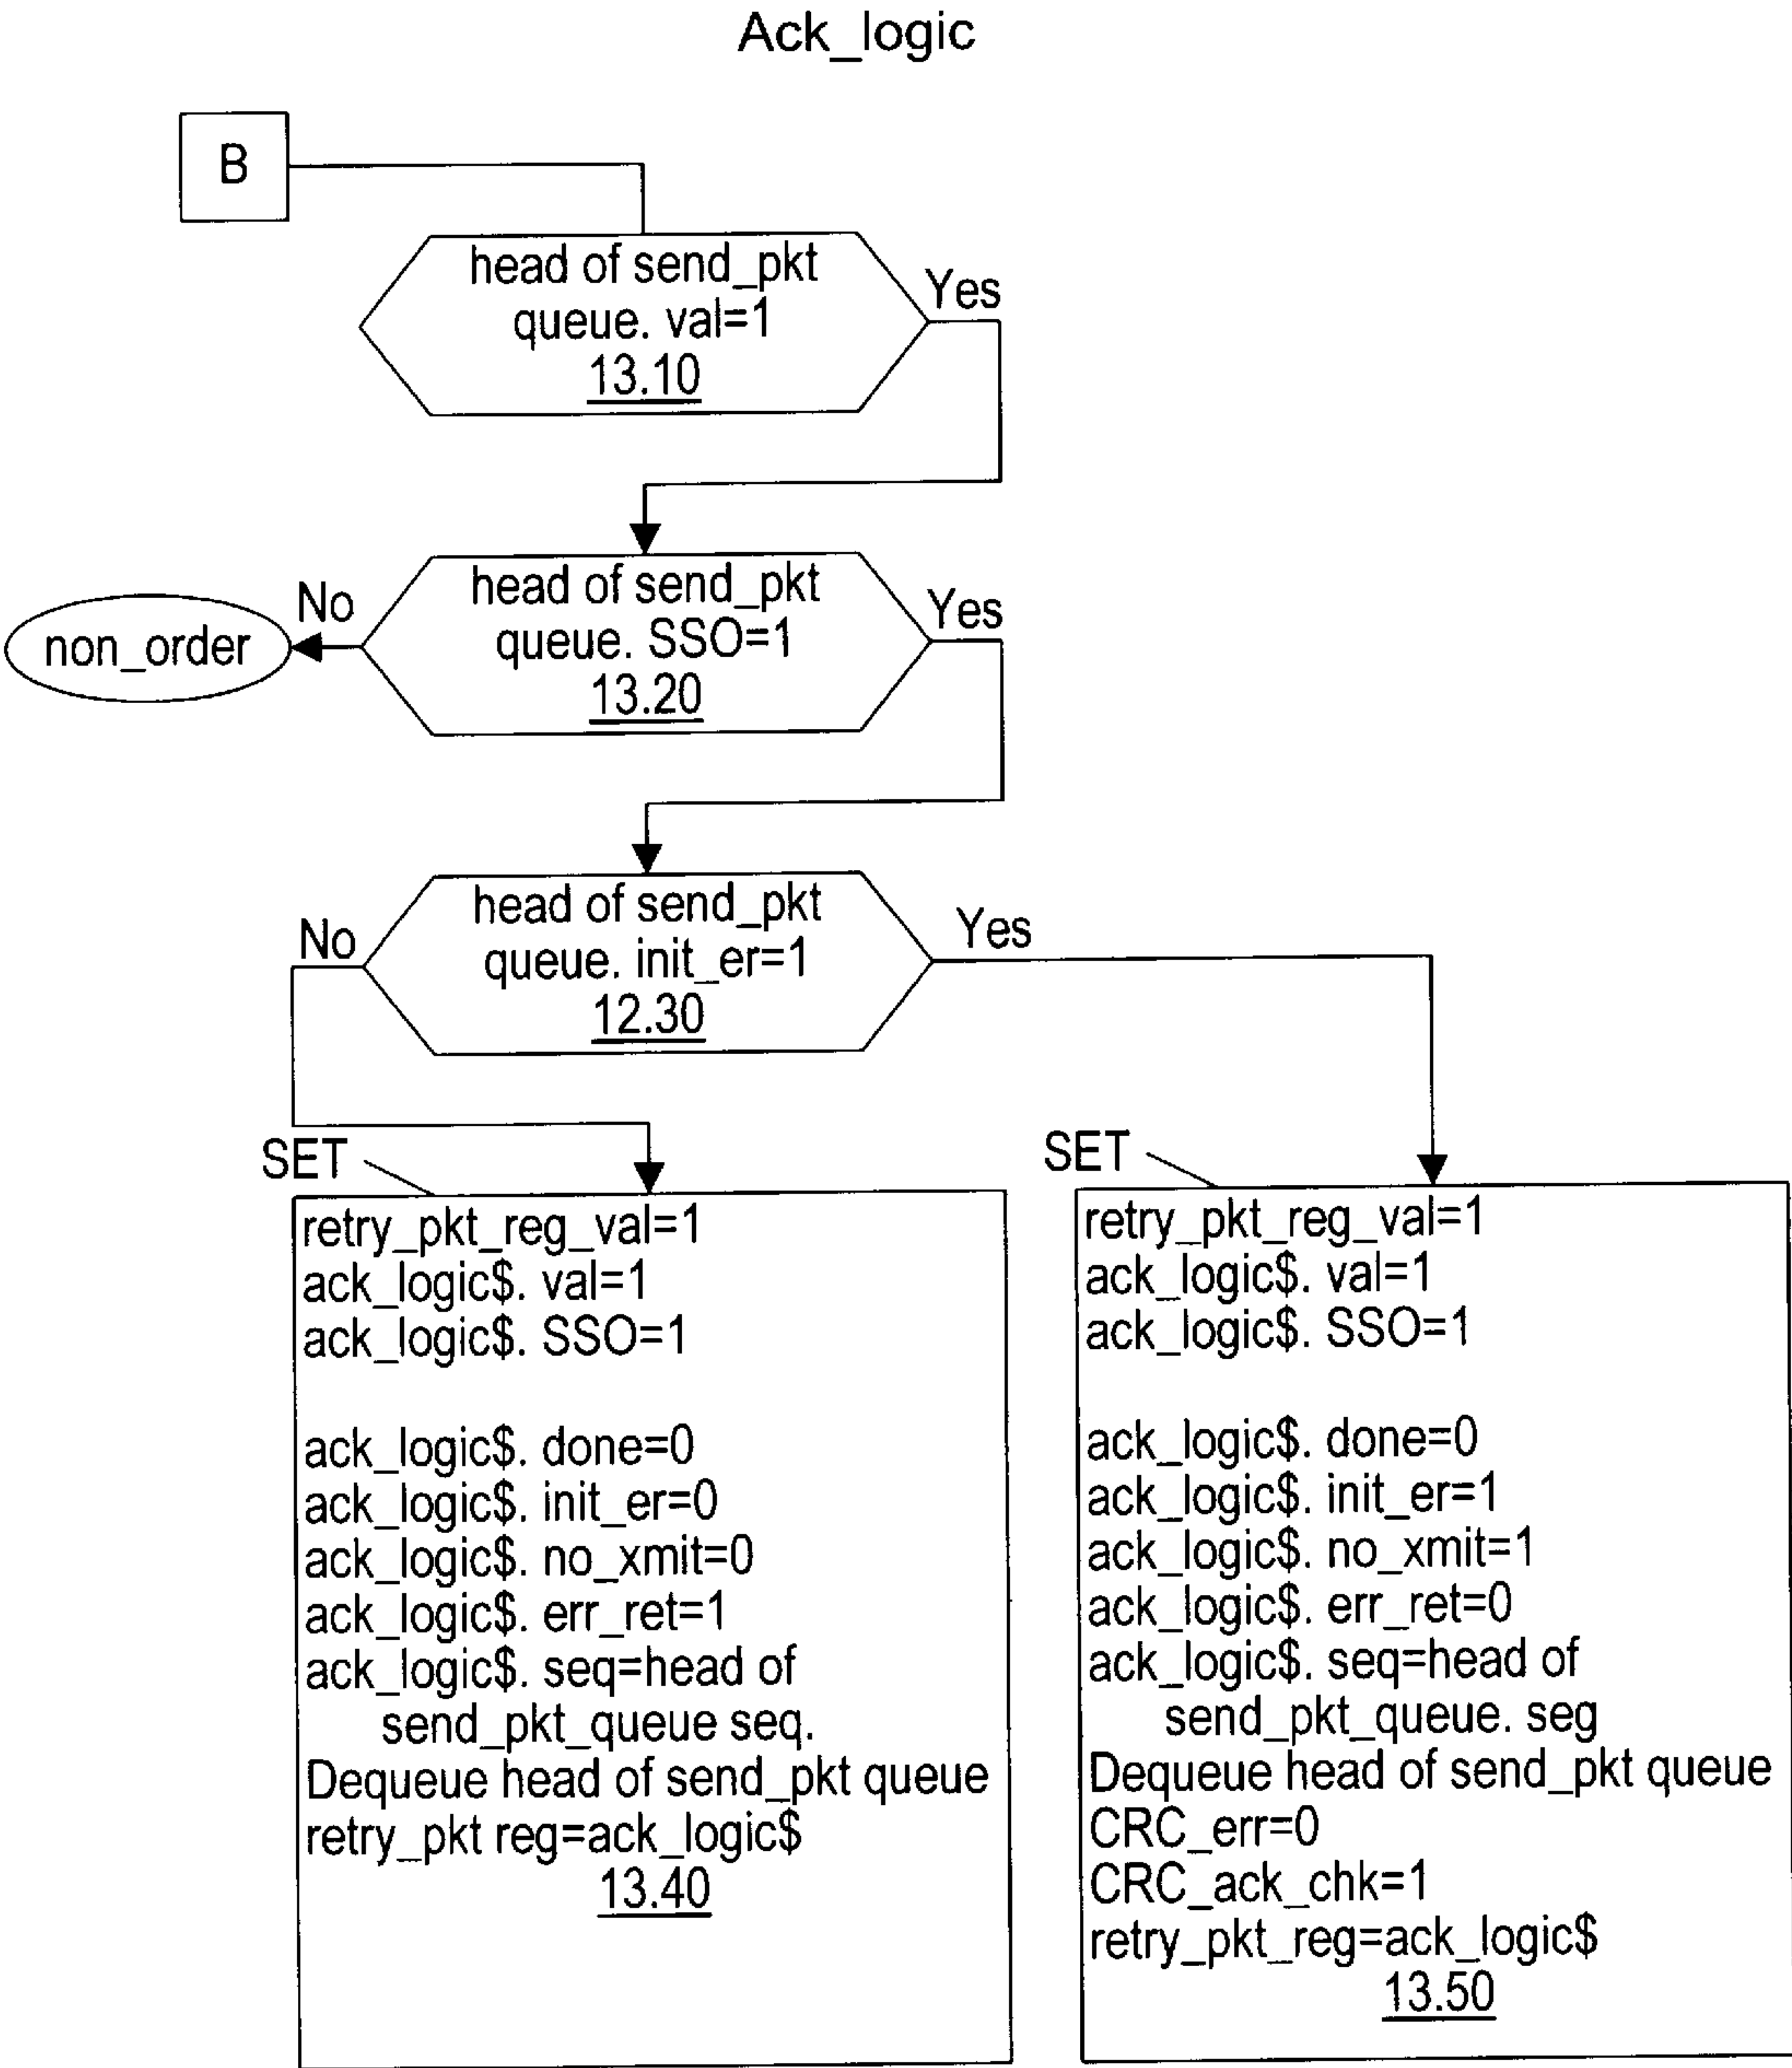 Ack_logic
B
head of send_pkt
queue. val=1
13.10
Yes
head of send_pkt
queue. SSO=1
13.20
No
Yes
non_order
head of send_pkt
queue. init_er=1
12.30
No
Yes
SET
retry_pkt_reg_val=1
ack_logic$. val=1
ack_logic$. SSO=1
ack_logic$. done=0
ack_logic$. init_er=0
ack_logic$. no_xmit=0
ack_logic$. err_ret=1
ack_logic$. seq=head of
send_pkt_queue seq.
Dequeue head of send_pkt queue
retry_pkt reg=ack_logic$
13.40
SET
retry_pkt_reg_val=1
ack_logic$. val=1
ack_logic$. SSO=1
ack_logic$. done=0
ack_logic$. init_er=1
ack_logic$. no_xmit=1
ack_logic$. err_ret=0
ack_logic$. seq=head of
send_pkt_queue. seg
Dequeue head of send_pkt queue
CRC_err=0
CRC_ack_chk=1
retry_pkt_reg=ack_logic$
13.50